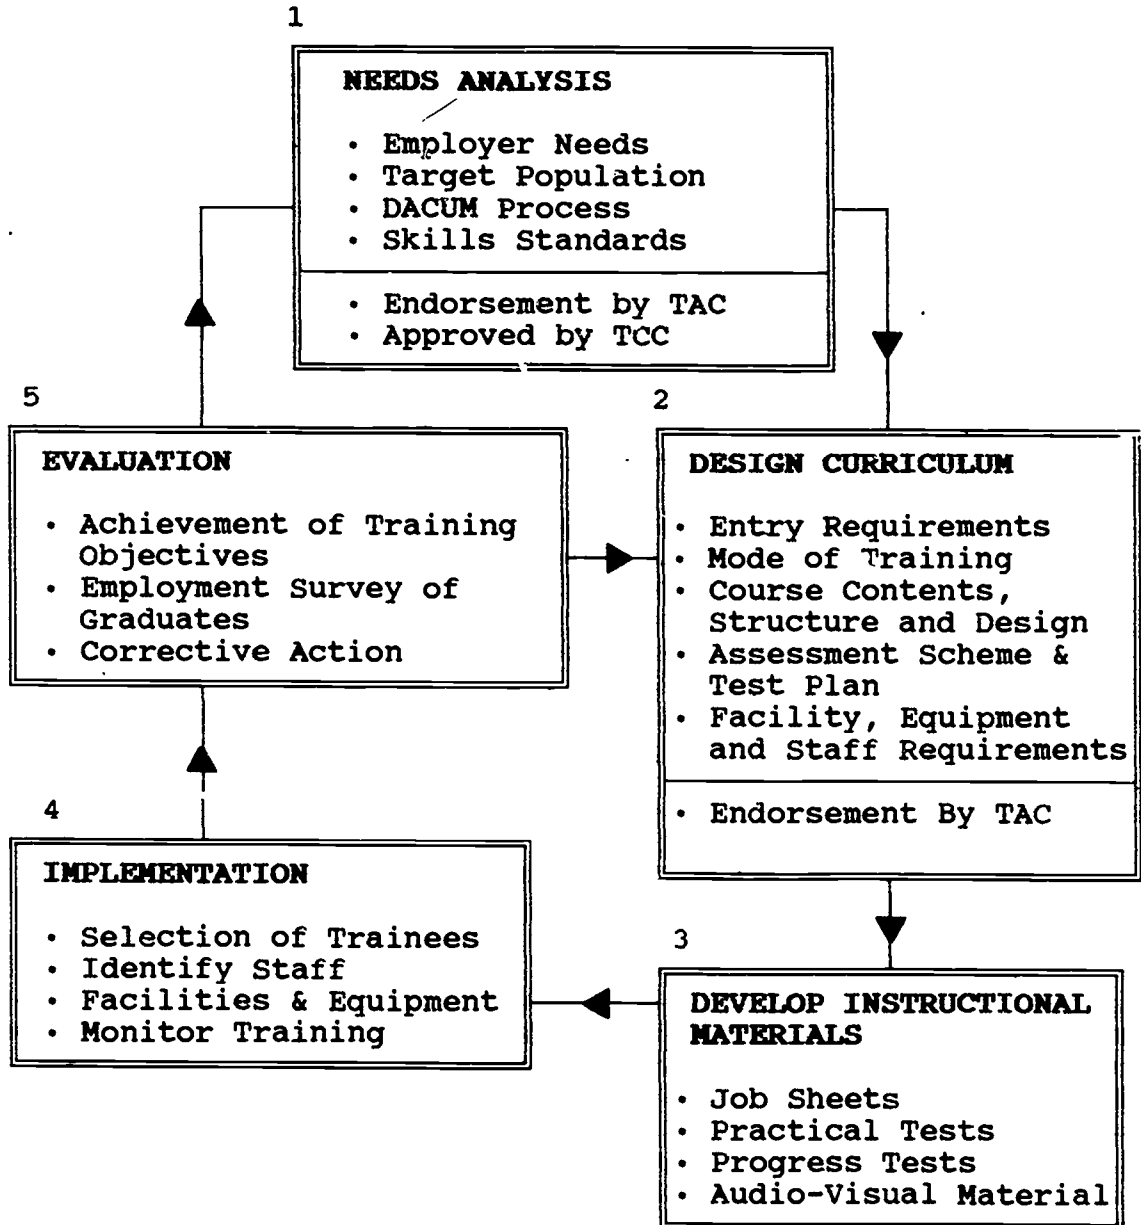 1
NEEDS ANALYSIS
· Employer Needs
· Target Population
· DACUM Process
· Skills Standards
· Endorsement by TAC
· Approved by TCC
2
DESIGN CURRICULUM
· Entry Requirements
· Mode of Training
· Course Contents,
Structure and Design
· Assessment Scheme &
Test Plan
· Facility, Equipment
and Staff Requirements
· Endorsement By TAC
3
DEVELOP INSTRUCTIONAL
MATERIALS
· Job Sheets
· Practical Tests
· Progress Tests
· Audio-Visual Material
4
IMPLEMENTATION
· Selection of Trainees
· Identify Staff
· Facilities & Equipment
· Monitor Training
5
EVALUATION
· Achievement of Training
Objectives
· Employment Survey of
Graduates
· Corrective Action